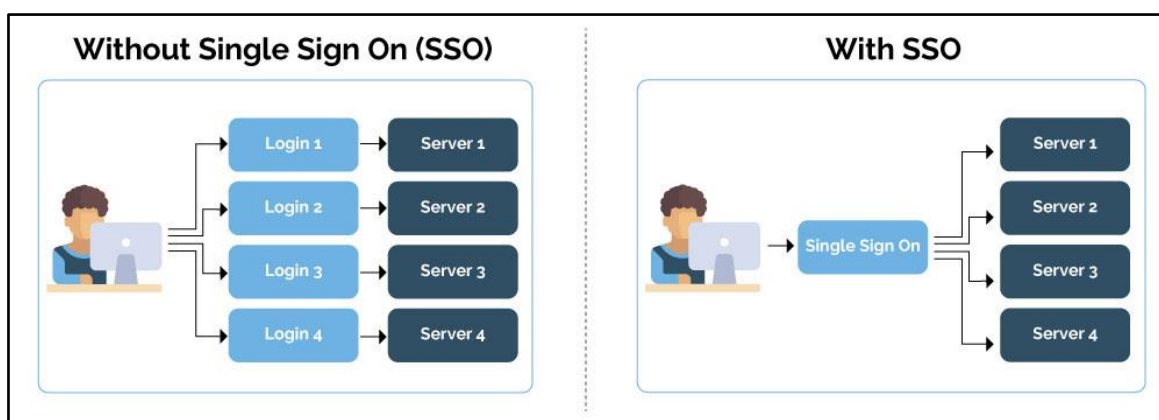 Without Single Sign On (SSO)
Login 1
Server 1
Login 2
Server 2
Login 3
Server 3
Login 4
Server 4
With SSO
Single Sign On
Server 1
Server 2
Server 3
Server 4